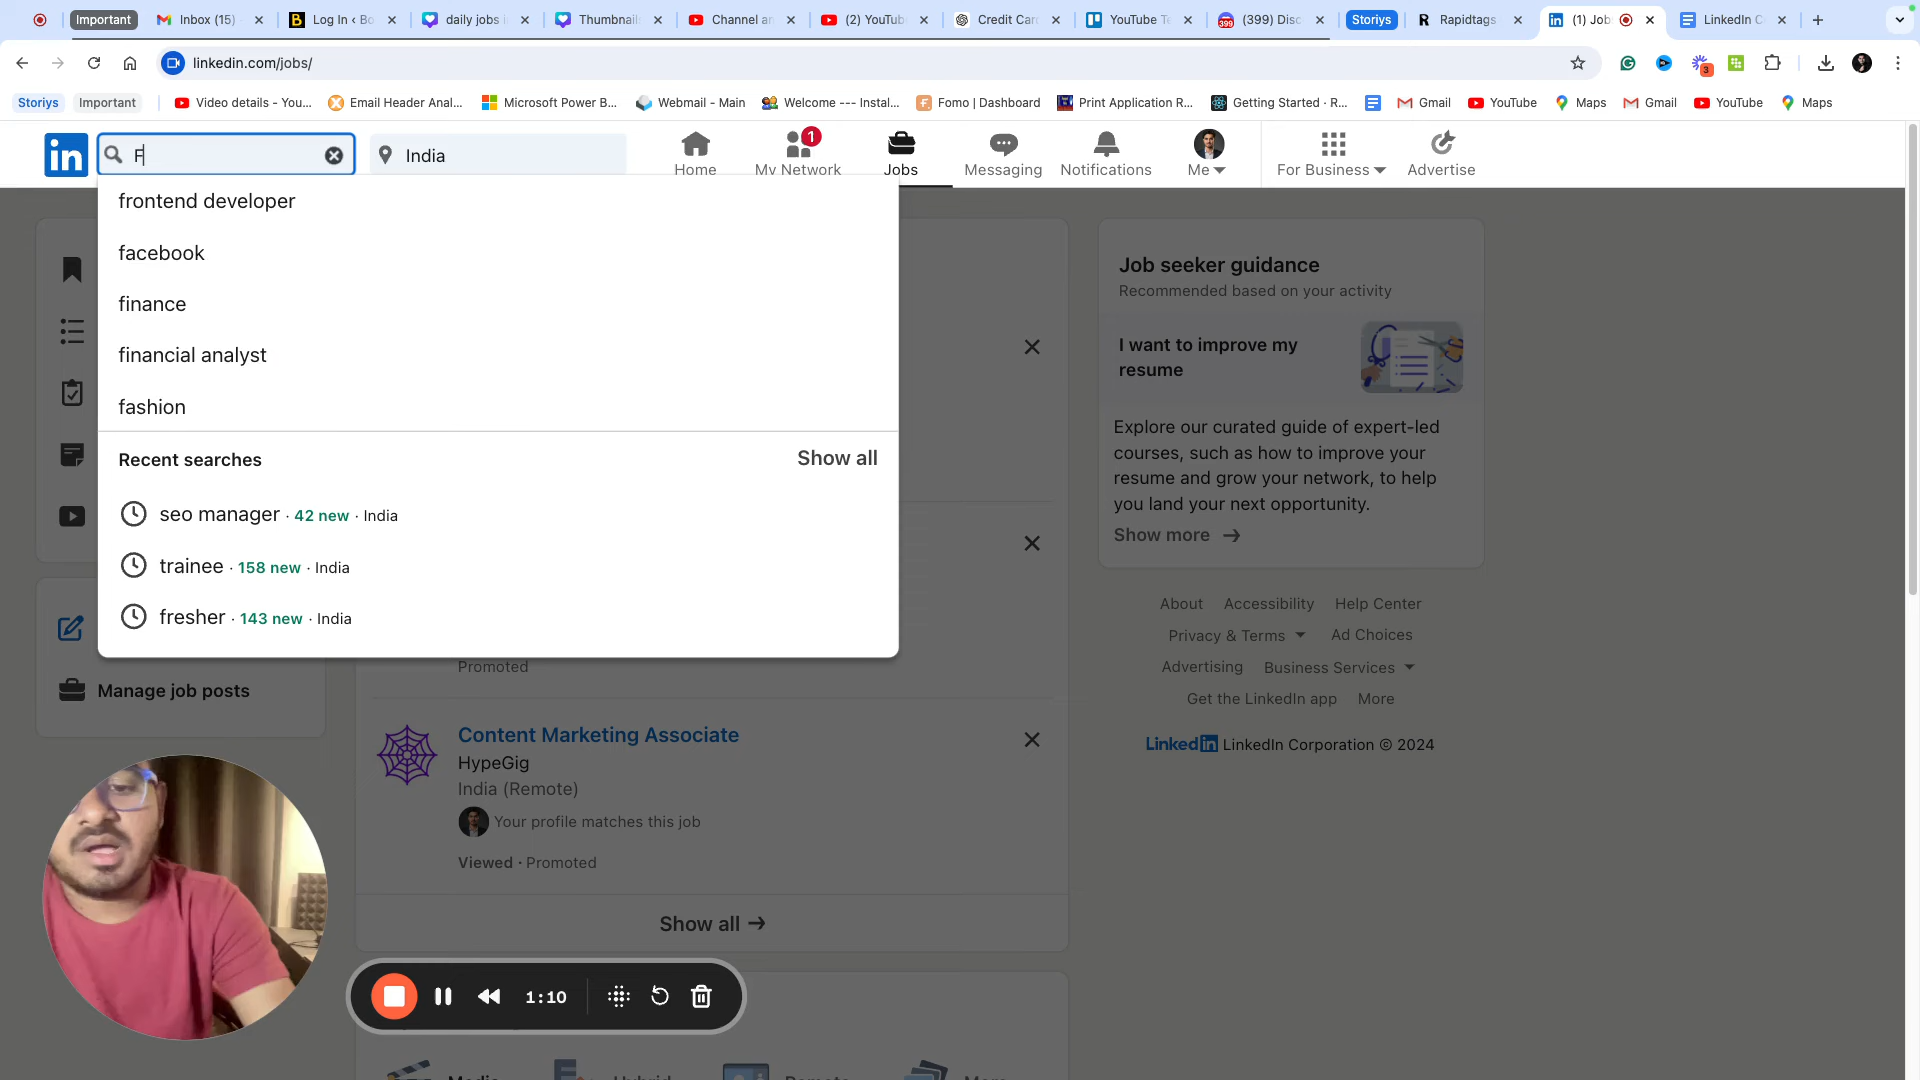 Important
Inbox (15)
Log In ‹ Bo
daily jobs i
Thumbnail
Channel an
(2) YouTub
Credit Car
YouTube Te
399
(399) Disc
Storiys
Rapidtags
(1) Job
LinkedIn C
linkedin.com/jobs/
3
Storiys
Important
Video details - You...
Email Header Anal...
Microsoft Power B...
Webmail - Main
Welcome --- Instal...
Fomo | Dashboard
Print Application R...
Getting Started · R...
Gmail
YouTube
Maps
Gmail
YouTube
Maps
in
F
India
Home
1
My Network
Jobs
Messaging
Notifications
Me
For Business
Advertise
frontend developer
facebook
finance
financial analyst
fashion
Recent searches
Show all
seo manager · 42 new · India
trainee · 158 new · India
fresher · 143 new · India
Manage job posts
Promoted
Content Marketing Associate
HypeGig
India (Remote)
Your profile matches this job
Viewed · Promoted
Show all →
Job seeker guidance
Recommended based on your activity
I want to improve my
resume
Explore our curated guide of expert-led
courses, such as how to improve your
resume and grow your network, to help
you land your next opportunity.
Show more →
About Accessibility Help Center
Privacy & Terms Ad Choices
Advertising Business Services
Get the LinkedIn app More
LinkedIn LinkedIn Corporation © 2024
1:10